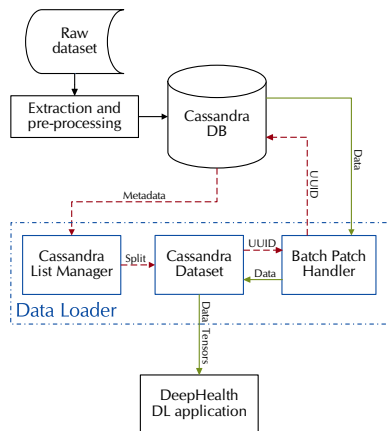 Raw
dataset
Extraction and
pre-processing
Cassandra
DB
Metadata
UUID
Data
Cassandra
List Manager
Split
Cassandra
Dataset
UUID
Data
Batch Patch
Handler
Data Loader
Data
Tensors
DeepHealth
DL application